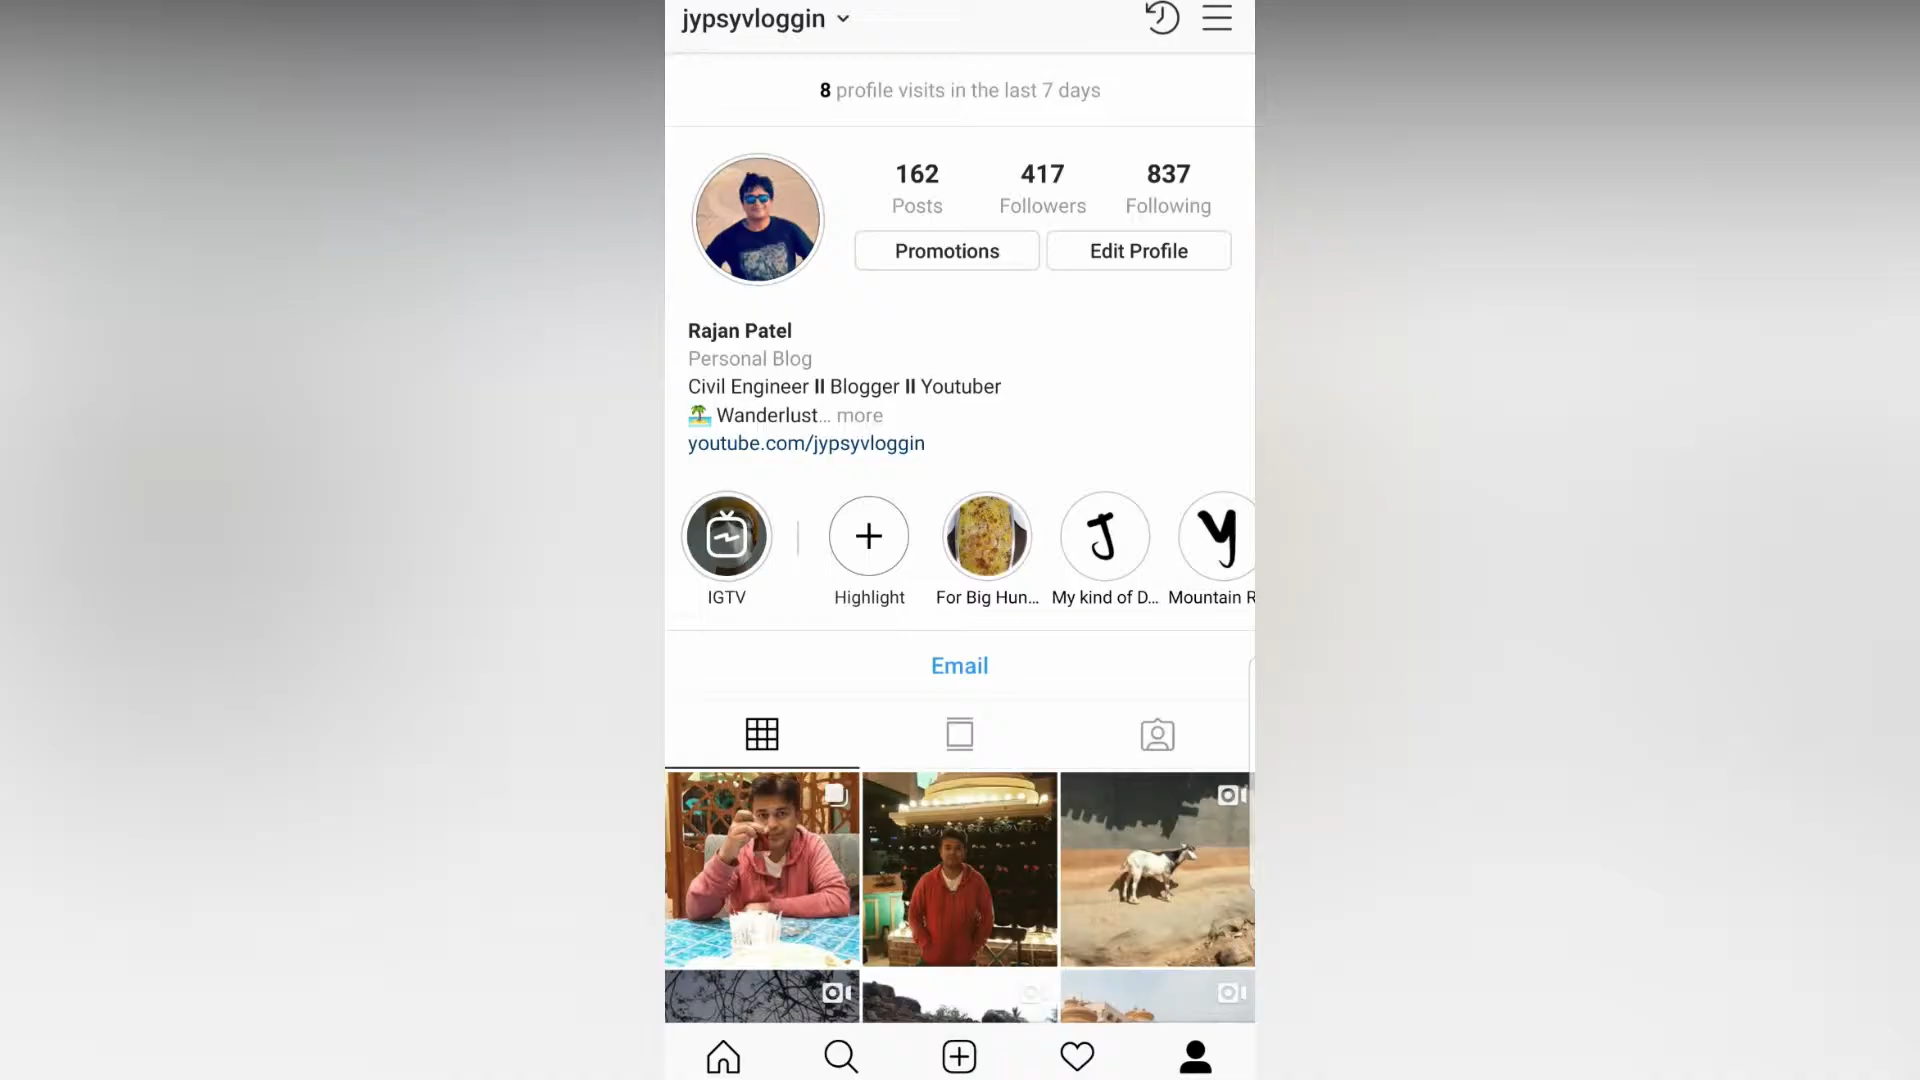 jypsyvloggin
8 profile visits in the last 7 days
162 417 837
Posts Followers Following
Promotions Edit Profile
Rajan Patel
Personal Blog
Civil Engineer II Blogger II Youtuber
🏝 Wanderlust... more
youtube.com/jypsyvloggin
J y
IGTV Highlight For Big Hun... My kind of D... Mountain R
Email